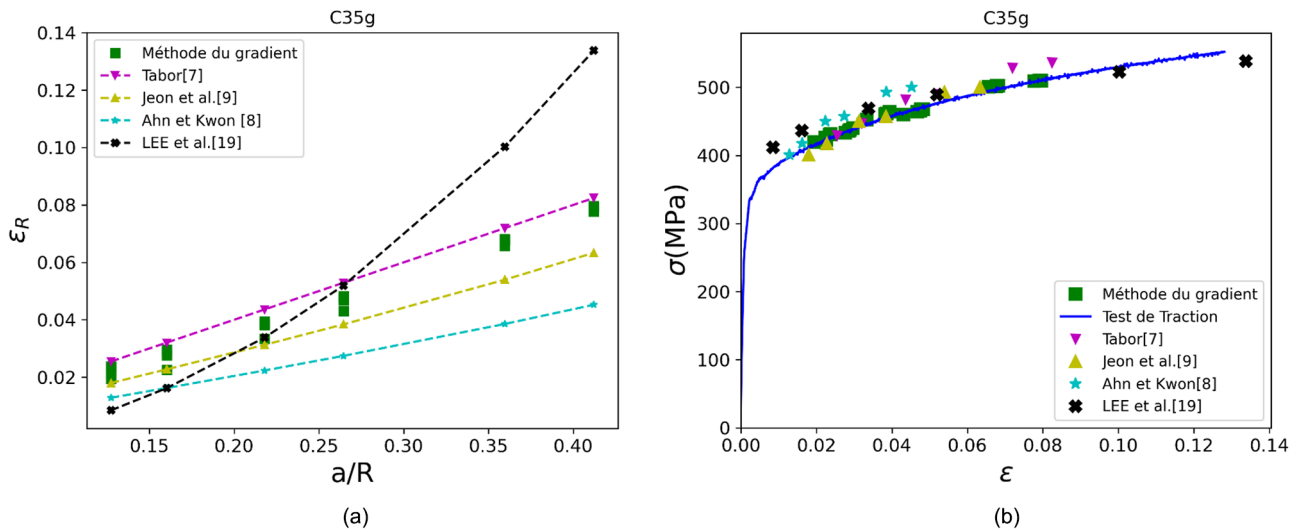 C35g
0.14
0.12
0.10
0.08
0.06
0.04
0.02
ε_R
Méthode du gradient
Tabor[7]
Jeon et al.[9]
Ahn et Kwon [8]
LEE et al.[19]
0.15 0.20 0.25 0.30 0.35 0.40
a/R
(a)
C35g
500
400
300
200
100
0
σ(MPa)
Méthode du gradient
Test de Traction
Tabor[7]
Jeon et al.[9]
Ahn et Kwon[8]
LEE et al.[19]
0.00 0.02 0.04 0.06 0.08 0.10 0.12 0.14
ε
(b)